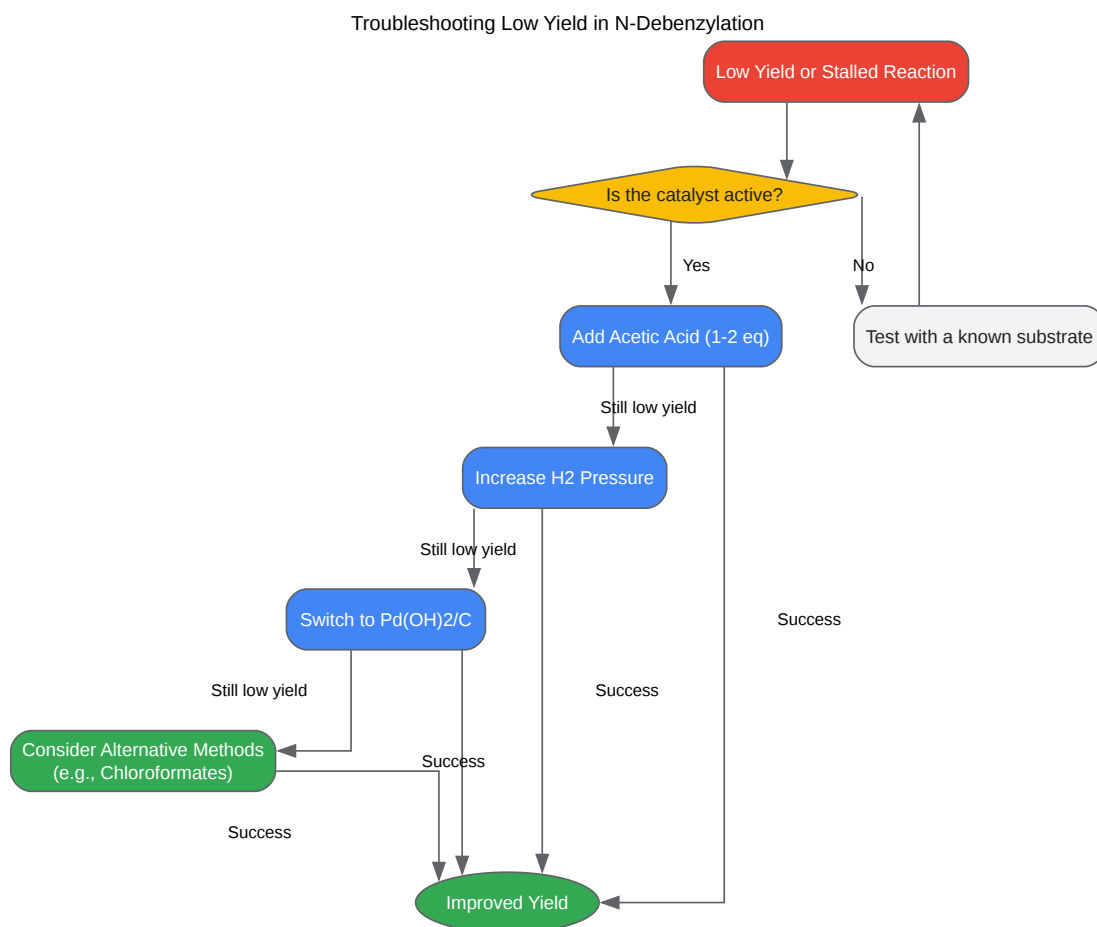 Troubleshooting Low Yield in N-Debenzylation
Low Yield or Stalled Reaction
Is the catalyst active?
Yes
No
Add Acetic Acid (1-2 eq)
Test with a known substrate
Still low yield
Increase H2 Pressure
Still low yield
Switch to Pd(OH)2/C
Success
Still low yield
Success
Consider Alternative Methods
(e.g., Chloroformates)
Success
Success
Improved Yield